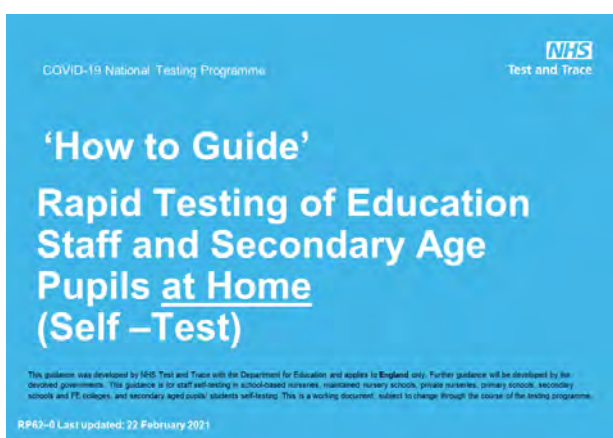 COVID-19 National Testing Programme
NHS
Test and Trace
‘How to Guide’
Rapid Testing of Education
Staff and Secondary Age
Pupils at Home
(Self –Test)
This guidance was developed by NHS Test and Trace with the Department for Education and applies to England only. Further guidance will be developed by the
devolved governments. This guidance is for staff self-testing in school-based nurseries, maintained nursery schools, private nurseries, primary schools, secondary
schools and FE colleges, and secondary aged pupils/ students self-testing. This is a working document, subject to change through the course of the testing programme.
RP62–0 Last updated: 22 February 2021